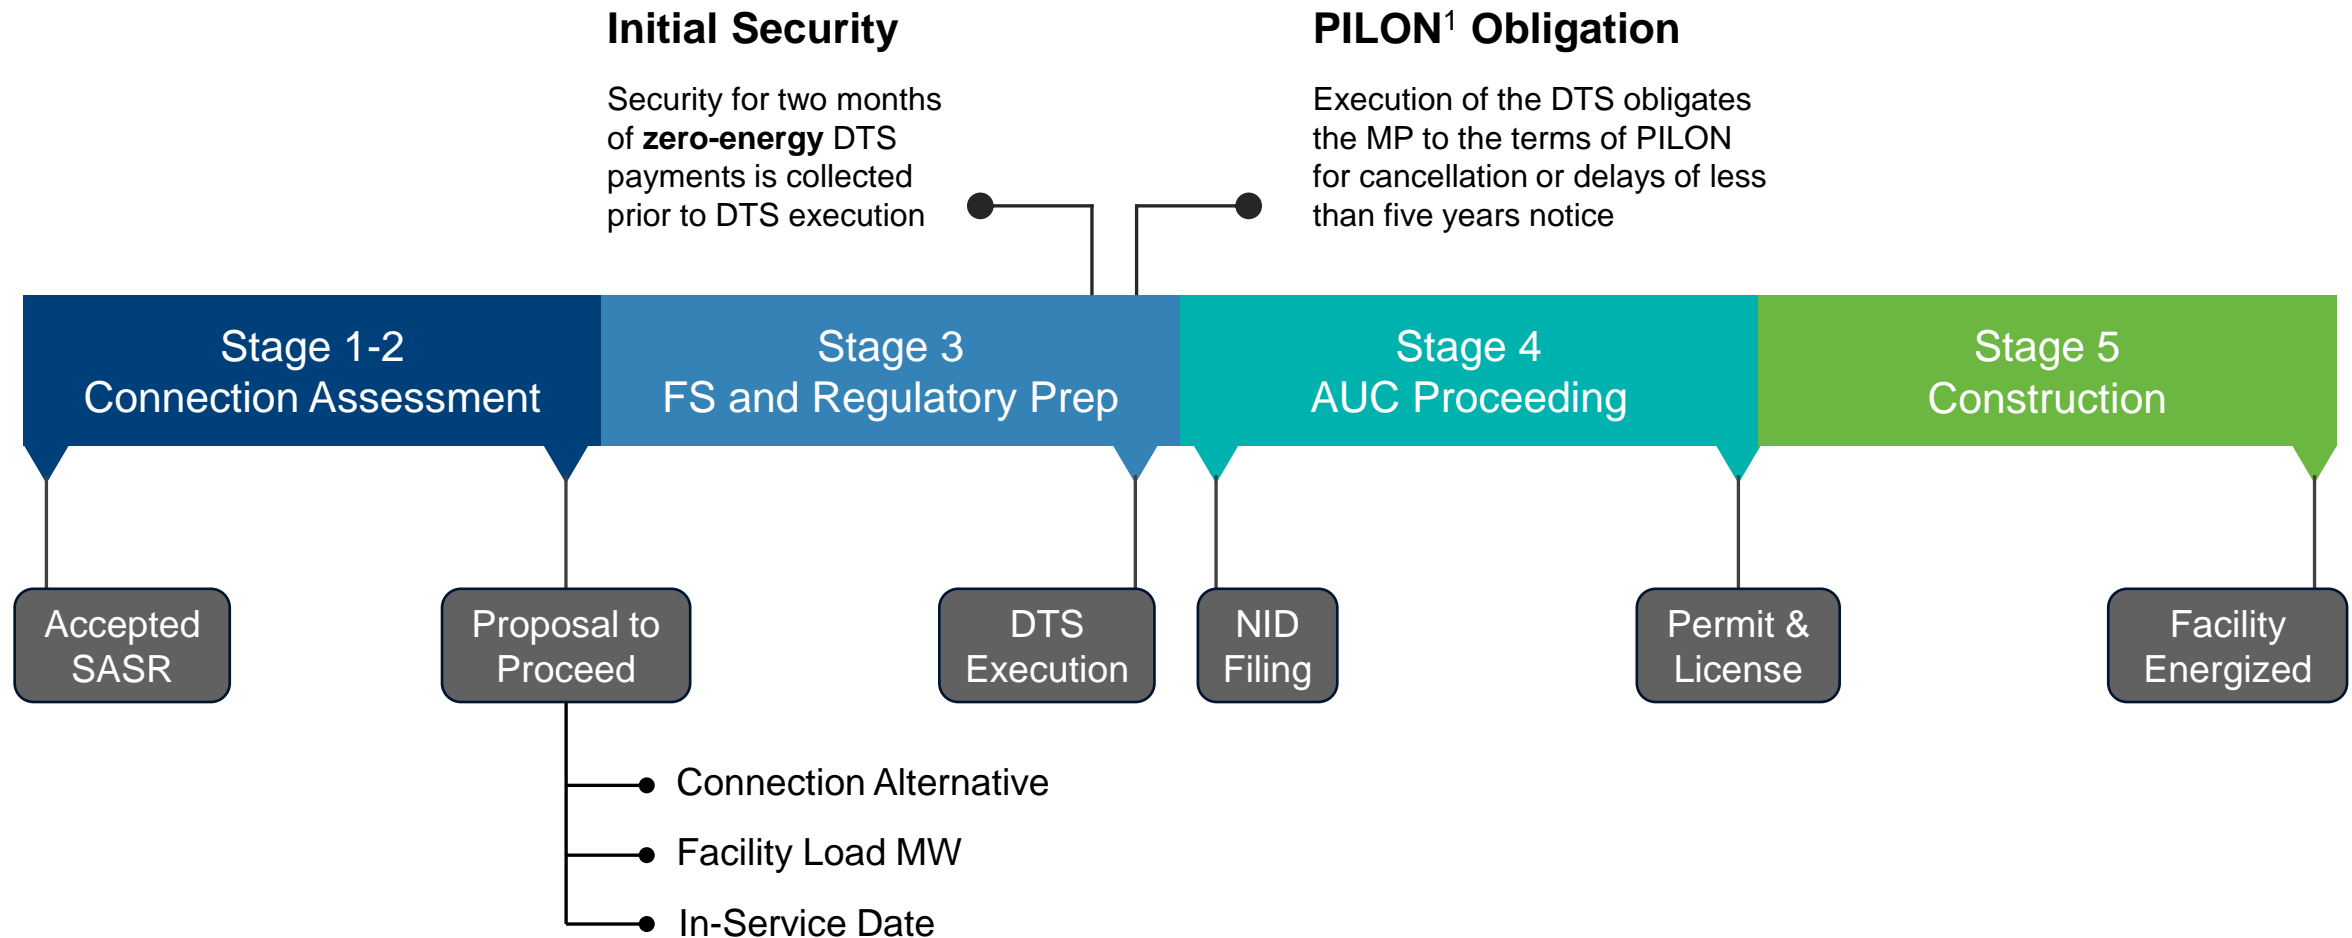 Initial Security
Security for two months
of zero-energy DTS
payments is collected
prior to DTS execution
PILON¹ Obligation
Execution of the DTS obligates
the MP to the terms of PILON
for cancellation or delays of less
than five years notice
Stage 1-2
Connection Assessment
Stage 3
FS and Regulatory Prep
Stage 4
AUC Proceeding
Stage 5
Construction
Accepted
SASR
Proposal to
Proceed
DTS
Execution
NID
Filing
Permit &
License
Facility
Energized
Connection Alternative
Facility Load MW
In-Service Date